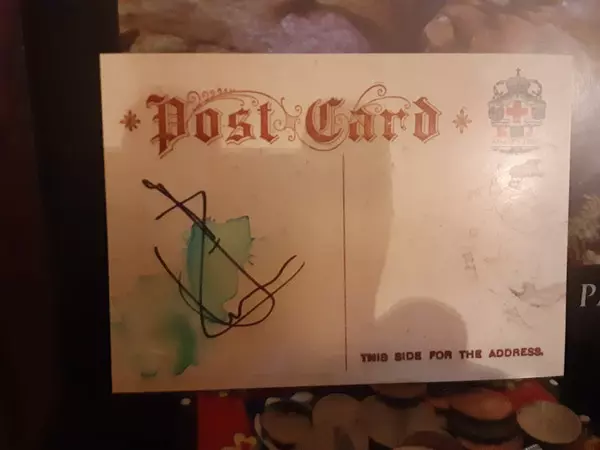 Post Card
THIS SIDE FOR THE ADDRESS.